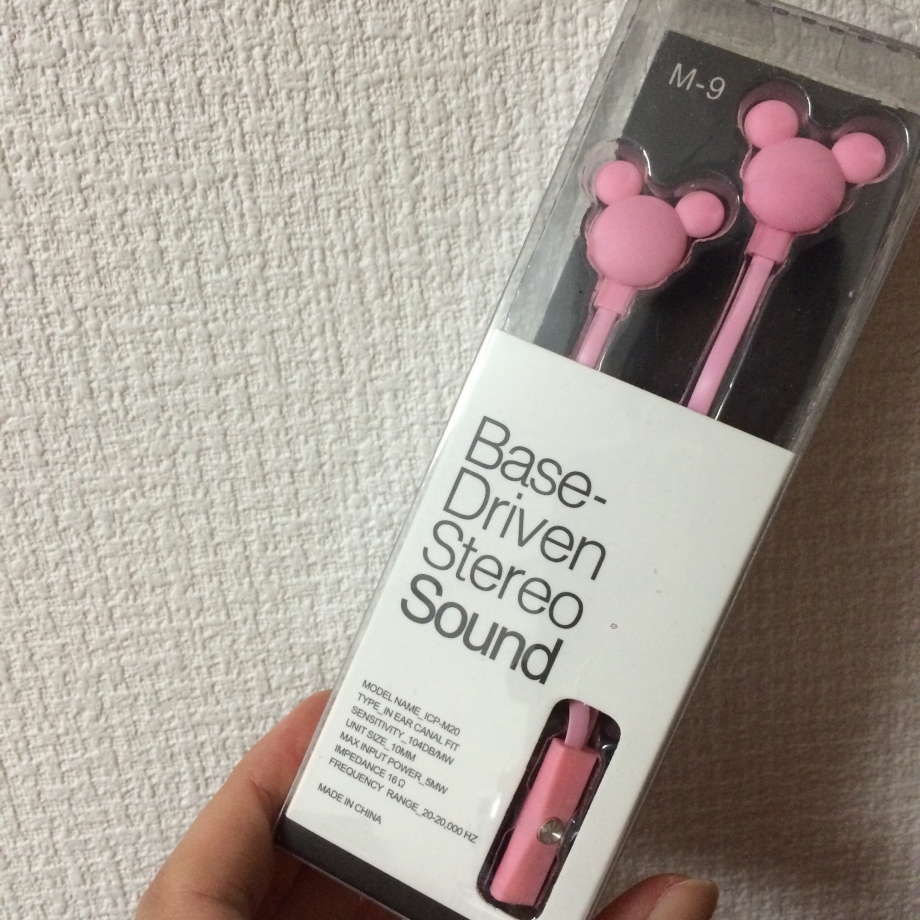 M-9
Base-
Driven
Stereo
Sound
MODEL NAME_ICP-M20
TYPE_IN EAR CANAL FIT
SENSITIVITY_104DB/MW
UNIT SIZE_10MM
MAX INPUT POWER_5MW
IMPEDANCE 16Ω
FREQUENCY RANGE_20-20,000 HZ
MADE IN CHINA